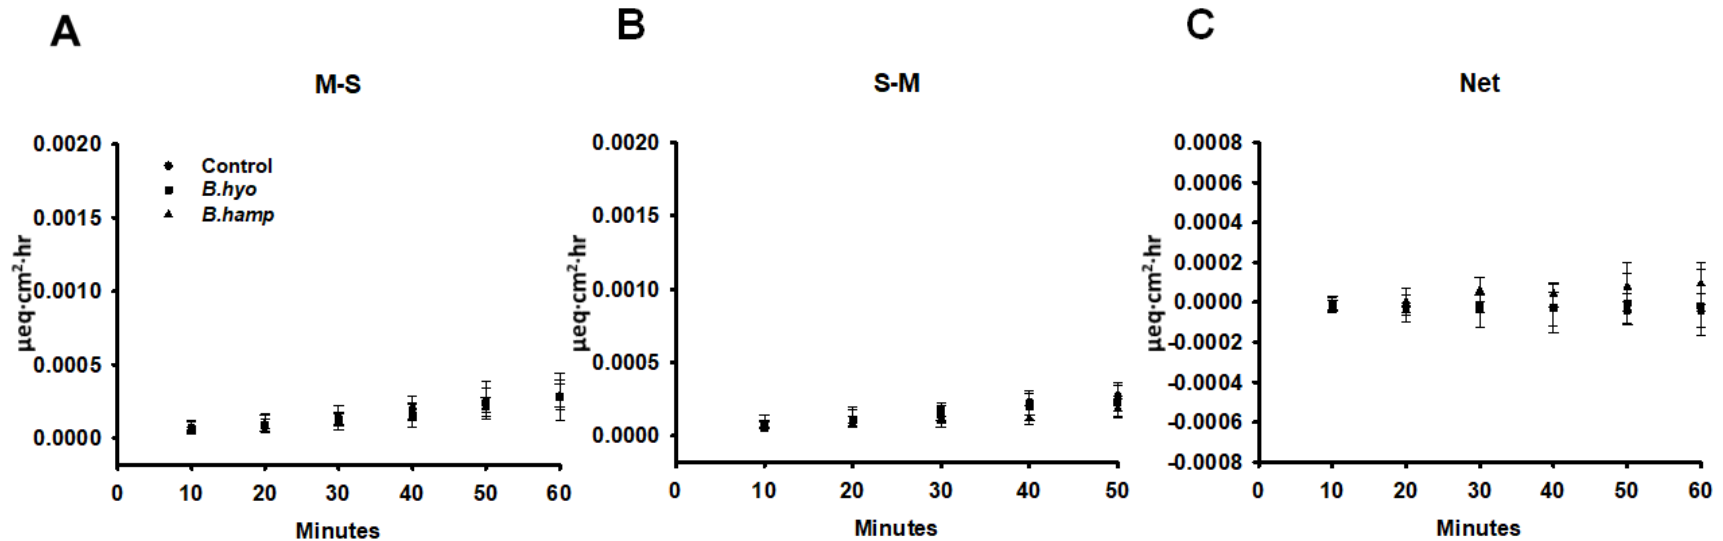 A
M-S
0.0020
0.0015
0.0010
0.0005
0.0000
µeq·cm²·hr
Control
B.hyo
B.hamp
0 10 20 30 40 50 60
Minutes
B
S-M
0.0020
0.0015
0.0010
0.0005
0.0000
µeq·cm²·hr
0 10 20 30 40 50
Minutes
C
Net
0.0008
0.0006
0.0004
0.0002
0.0000
-0.0002
-0.0004
-0.0006
-0.0008
µeq·cm²·hr
0 10 20 30 40 50 60
Minutes